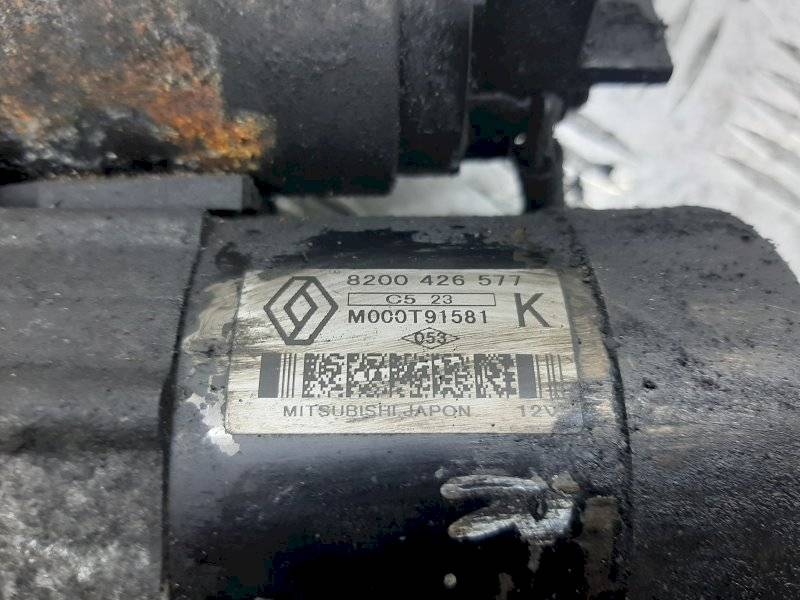 8200 426 577
C5 23
M000T91581 K
053
MITSUBISHI JAPON 12V